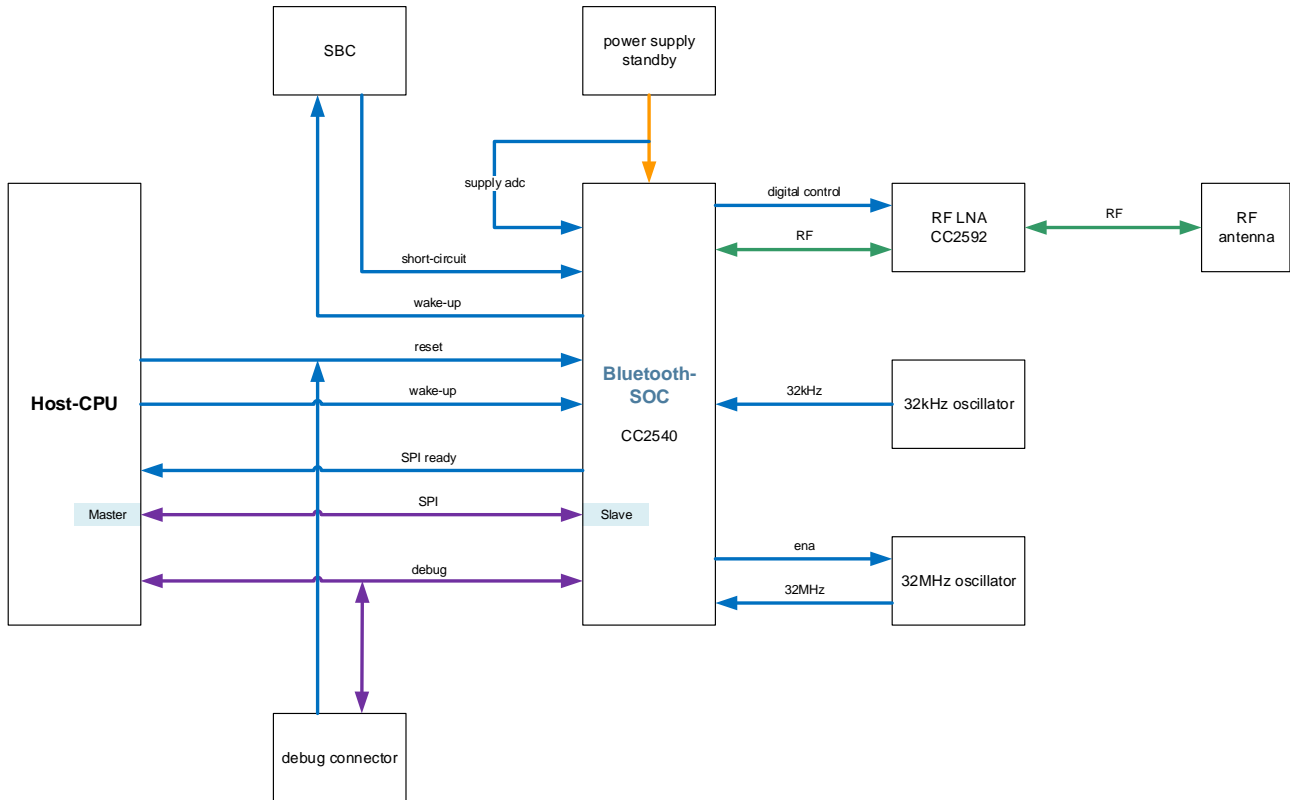 SBC
power supply
standby
supply adc
digital control
RF LNA
CC2592
RF
RF
antenna
RF
short-circuit
wake-up
reset
Host-CPU
wake-up
Bluetooth-
SOC
CC2540
32kHz
32kHz oscillator
SPI ready
Master
SPI
Slave
debug
ena
32MHz oscillator
32MHz
debug connector